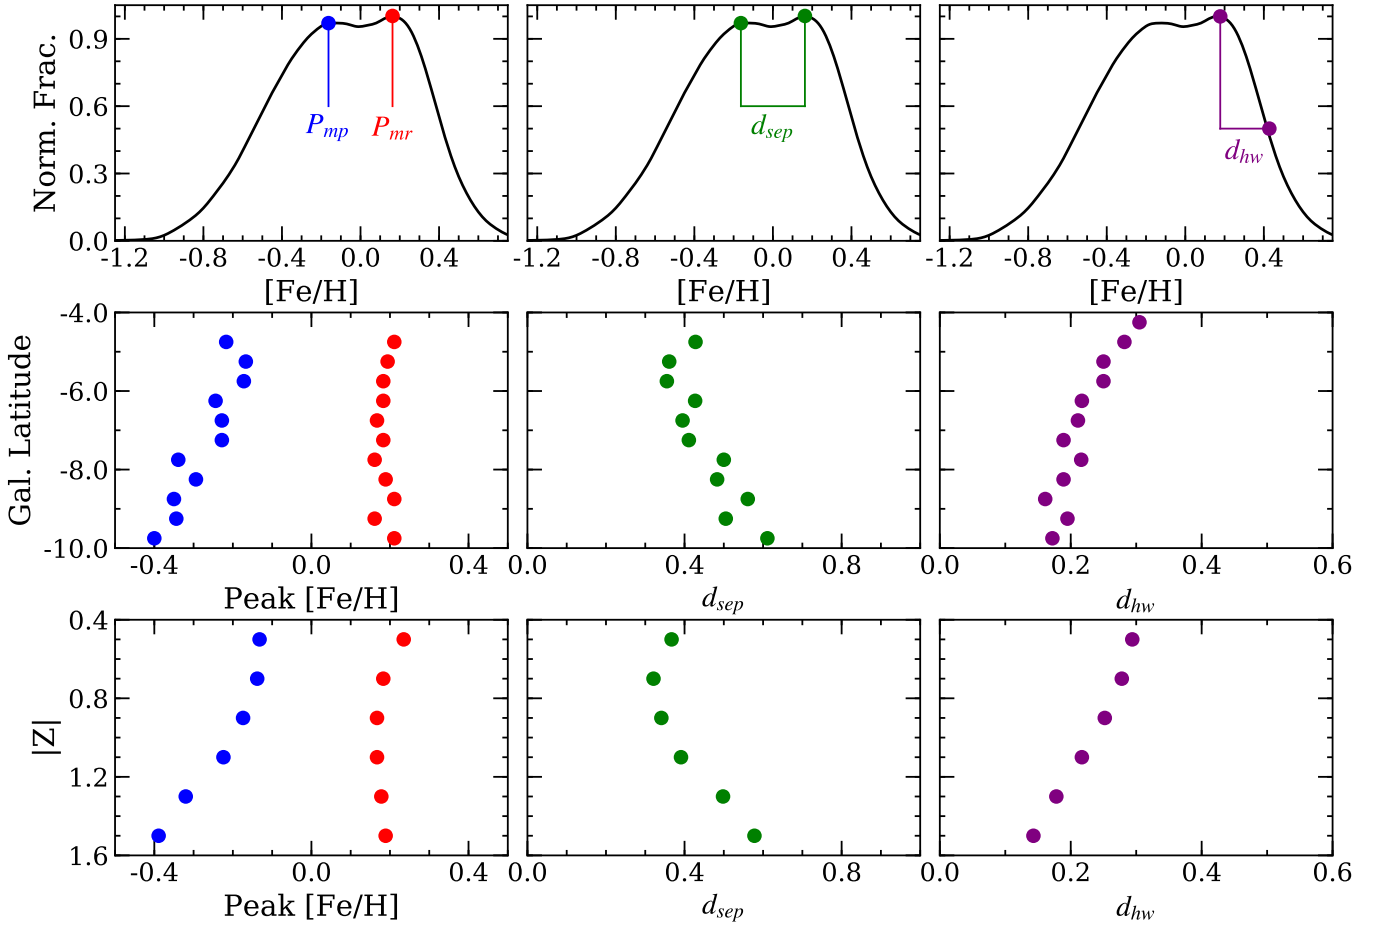 Norm. Frac.
0.9
0.6
0.3
0.0
P_mp
P_mr
d_sep
d_hw
-1.2 -0.8 -0.4 0.0 0.4
-1.2 -0.8 -0.4 0.0 0.4
-1.2 -0.8 -0.4 0.0 0.4
[Fe/H]
[Fe/H]
[Fe/H]
Gal. Latitude
-4.0
-6.0
-8.0
-10.0
-0.4 0.0 0.4
0.0 0.4 0.8
0.0 0.2 0.4 0.6
Peak [Fe/H]
d_sep
d_hw
|Z|
0.4
0.8
1.2
1.6
-0.4 0.0 0.4
0.0 0.4 0.8
0.0 0.2 0.4 0.6
Peak [Fe/H]
d_sep
d_hw